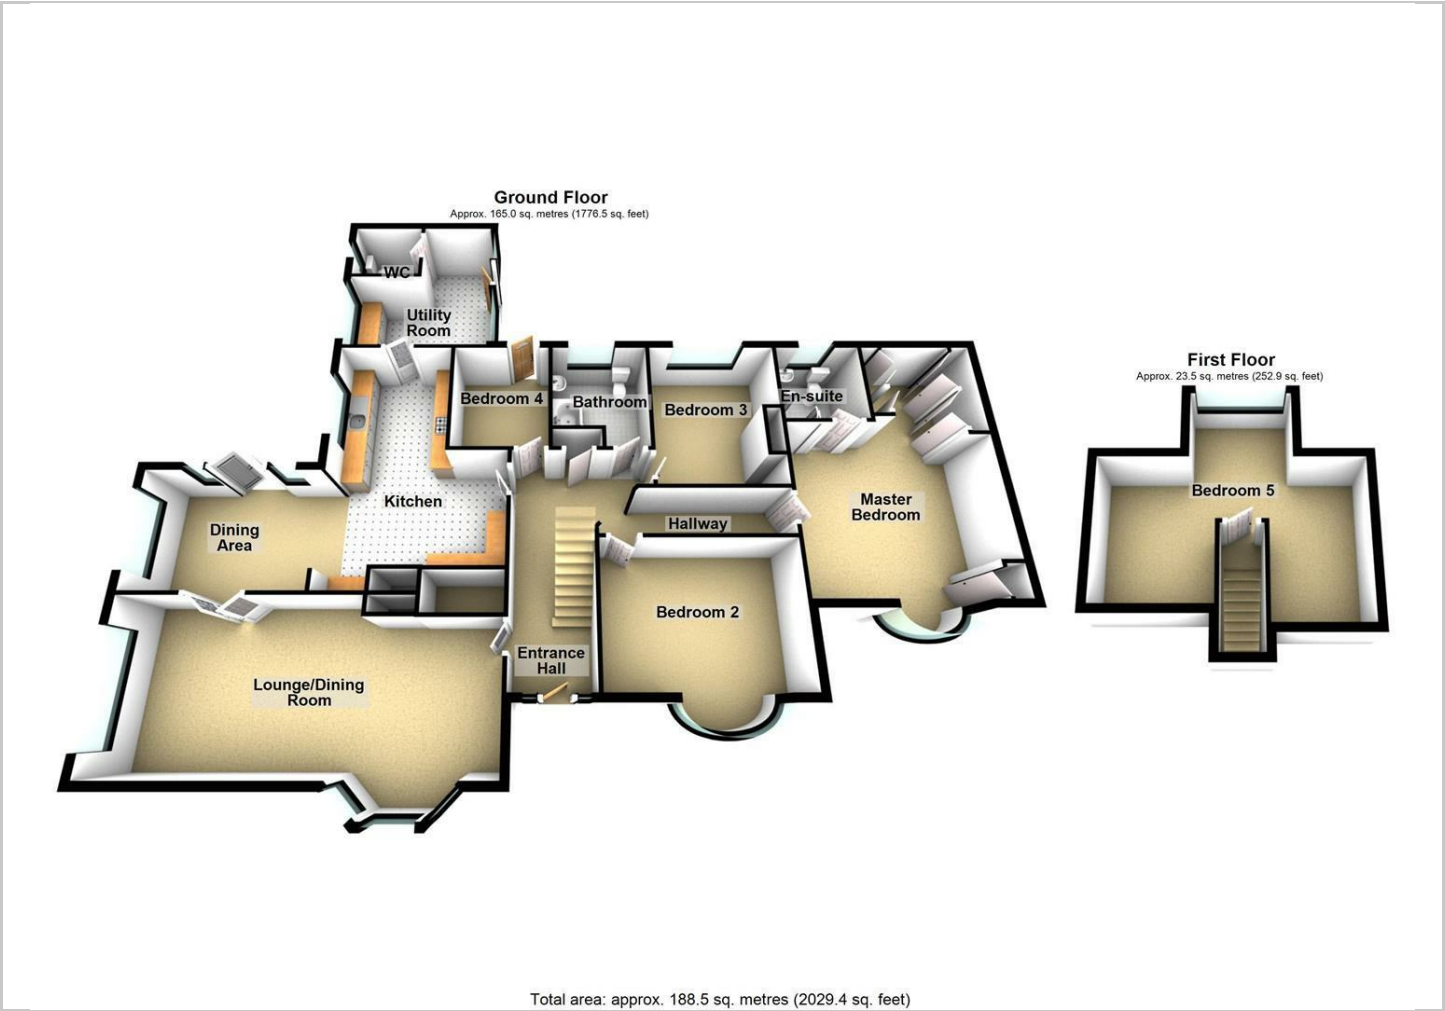 Ground Floor
Approx. 165.0 sq. metres (1776.5 sq. feet)
WC
Utility
Room
Bedroom 4
Bathroom
Bedroom 3
En-suite
Kitchen
Dining
Area
Hallway
Master
Bedroom
Bedroom 2
Entrance
Hall
Lounge/Dining
Room
First Floor
Approx. 23.5 sq. metres (252.9 sq. feet)
Bedroom 5
Total area: approx. 188.5 sq. metres (2029.4 sq. feet)